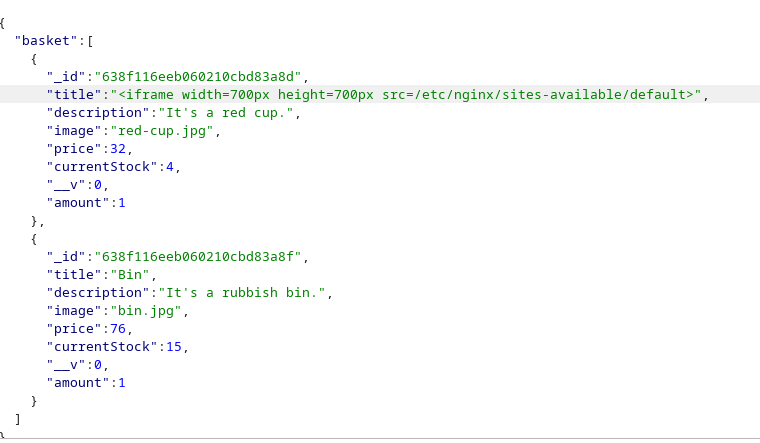 {
"basket":[
{
"_id":"638f116eeb060210cbd83a8d",
"title":"<iframe width=700px height=700px src=/etc/nginx/sites-available/default>",
"description":"It's a red cup.",
"image":"red-cup.jpg",
"price":32,
"currentStock":4,
"__v":0,
"amount":1
},
{
"_id":"638f116eeb060210cbd83a8f",
"title":"Bin",
"description":"It's a rubbish bin.",
"image":"bin.jpg",
"price":76,
"currentStock":15,
"__v":0,
"amount":1
}
]
}